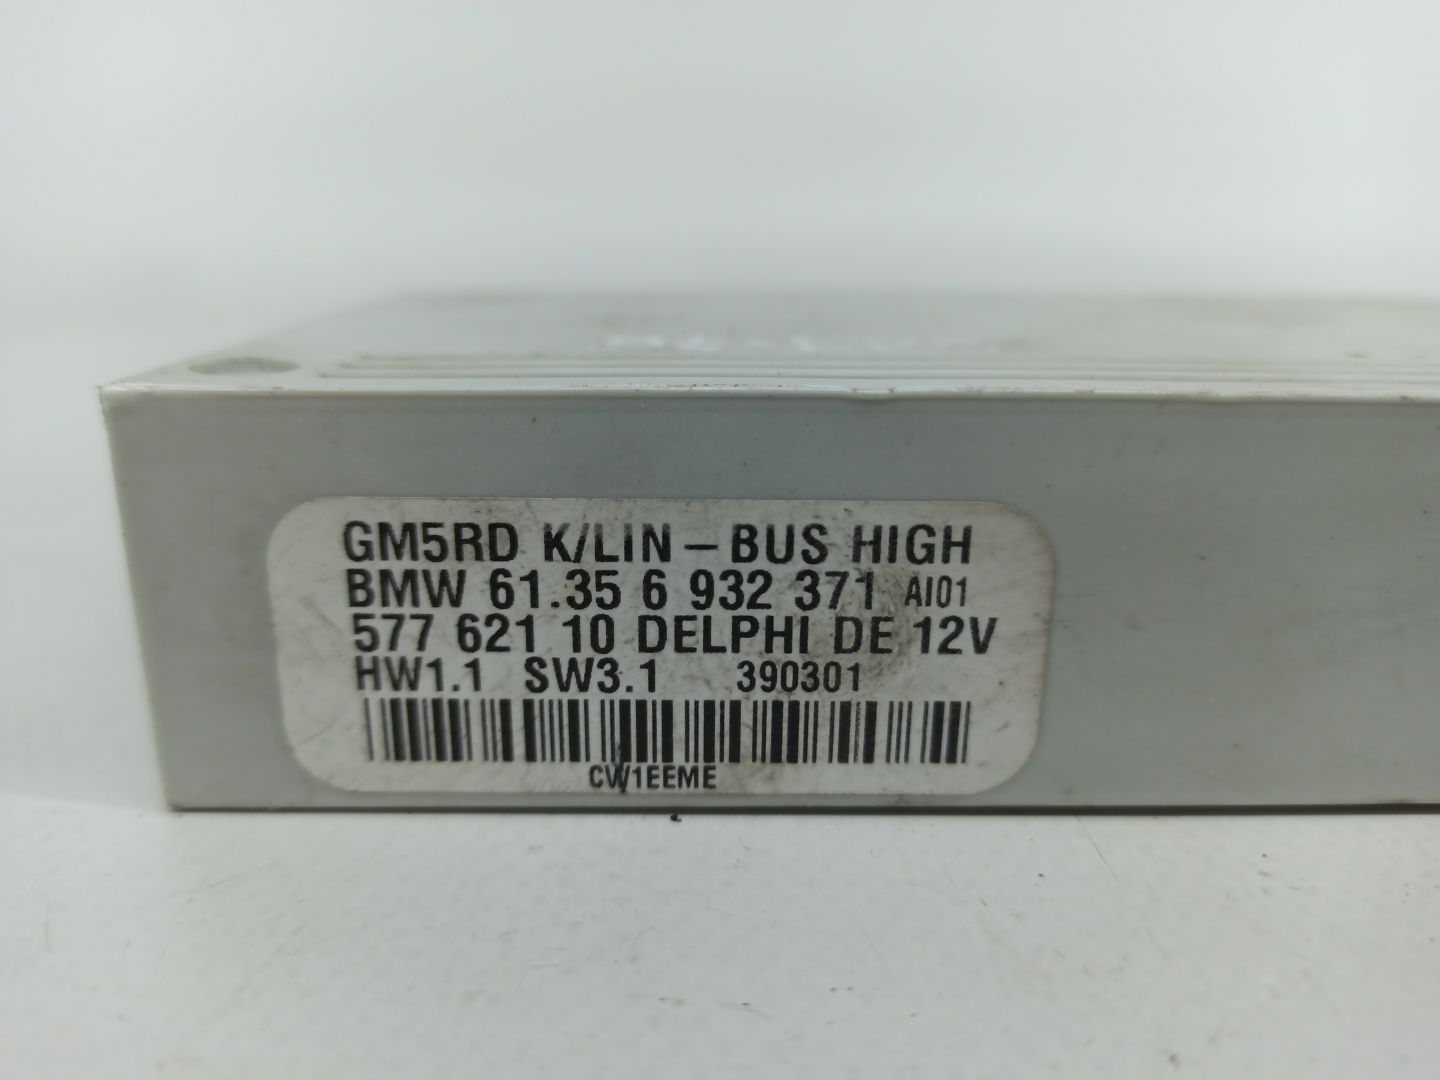 GM5RD K/LIN – BUS HIGH
BMW 61.35 6 932 371 AI01
577 621 10 DELPHI DE 12V
HW1.1 SW3.1 390301
CW1EEME